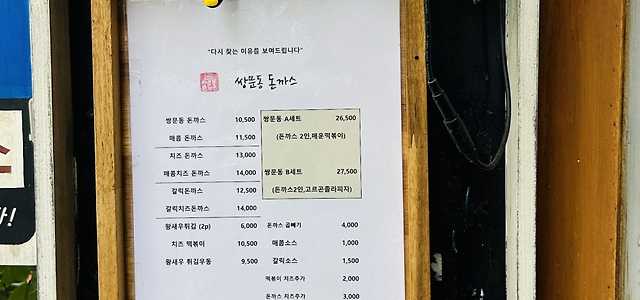 "다시 찾는 이유를 보여드립니다"
쌍문동 돈까스
쌍문동 돈까스 10,500
매콤 돈까스 11,500
치즈 돈까스 13,000
매콤치즈 돈까스 14,000
갈릭돈까스 12,500
갈릭치즈돈까스 14,000
왕새우튀김 (2p) 6,000
치즈 떡볶이 10,500
왕새우 튀김우동 9,500
쌍문동 A세트 26,500
(돈까스 2인,매운떡볶이)
쌍문동 B세트 27,500
(돈까스2인,고르곤졸라피자)
돈까스 곱빼기 4,000
매콤소스 1,000
갈릭소스 1,500
떡볶이 치즈추가 2,000
돈까스 치즈추가 3,000
스
!